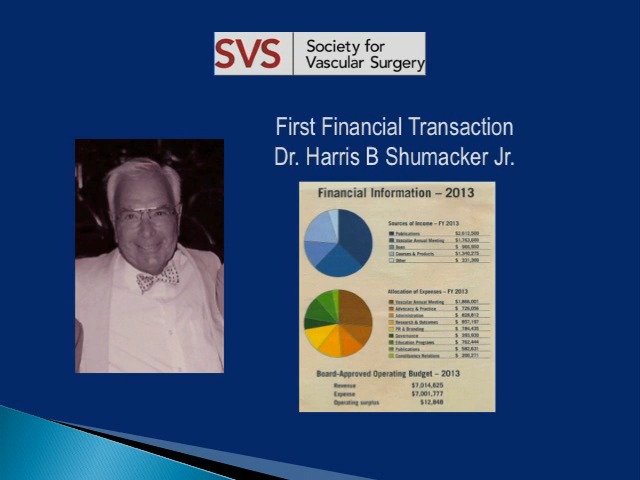 SVS
Society for
Vascular Surgery
First Financial Transaction
Dr. Harris B Shumacker Jr.
Financial Information – 2013
Sources of Income – FY 2013
Publications
Vascular Annual Meeting
Dues
Courses & Products
Other
Allocation of Expenses – FY 2013
Vascular Annual Meeting
Advocacy & Practice
Administration
Research & Outcomes
PR & Branding
Governance
Education Programs
Publications
Constituency Relations
Board-Approved Operating Budget – 2013
Revenue $7,014,625
Expense $7,001,777
Operating surplus $12,848